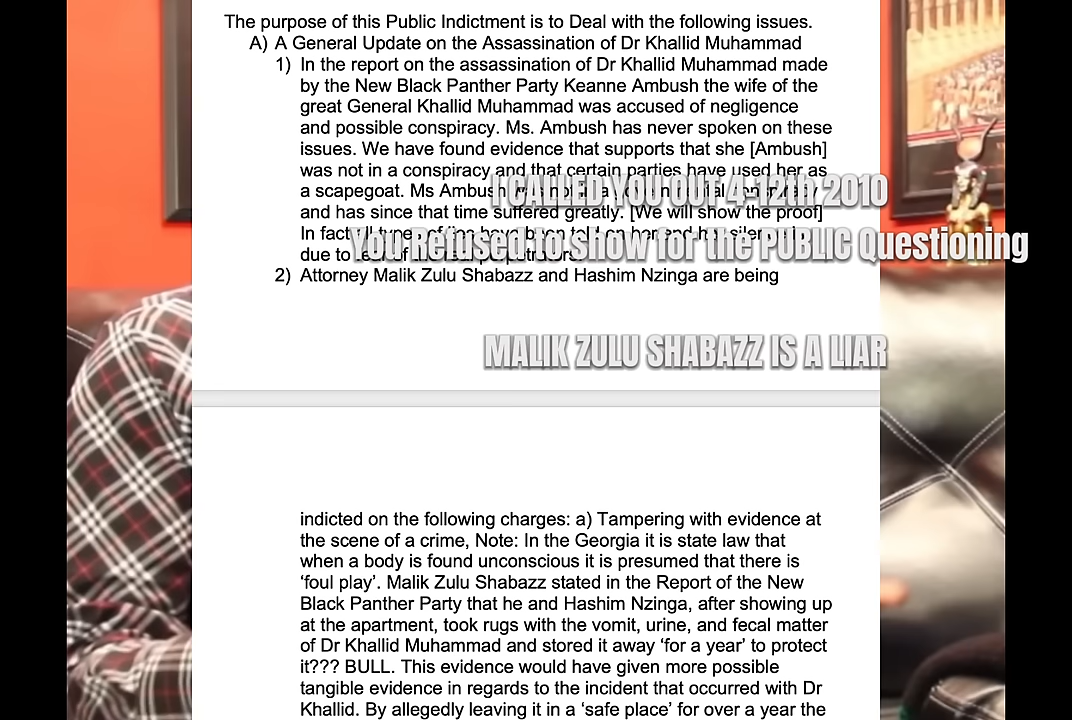 The purpose of this Public Indictment is to Deal with the following issues.
A) A General Update on the Assassination of Dr Khallid Muhammad
1) In the report on the assassination of Dr Khallid Muhammad made
by the New Black Panther Party Keanne Ambush the wife of the
great General Khallid Muhammad was accused of negligence
and possible conspiracy. Ms. Ambush has never spoken on these
issues. We have found evidence that supports that she [Ambush]
was not in a conspiracy and that certain parties have used her as
a scapegoat. Ms Ambush
I CALLED YOU OUT 4-12th 2010
and has since that time suffered greatly. [We will show the proof]
In fact
You Refused to show for the PUBLIC Questioning
due to
2) Attorney Malik Zulu Shabazz and Hashim Nzinga are being
MALIK ZULU SHABAZZ IS A LIAR
indicted on the following charges: a) Tampering with evidence at
the scene of a crime, Note: In the Georgia it is state law that
when a body is found unconscious it is presumed that there is
‘foul play’. Malik Zulu Shabazz stated in the Report of the New
Black Panther Party that he and Hashim Nzinga, after showing up
at the apartment, took rugs with the vomit, urine, and fecal matter
of Dr Khallid Muhammad and stored it away ‘for a year’ to protect
it??? BULL. This evidence would have given more possible
tangible evidence in regards to the incident that occurred with Dr
Khallid. By allegedly leaving it in a ‘safe place’ for over a year the